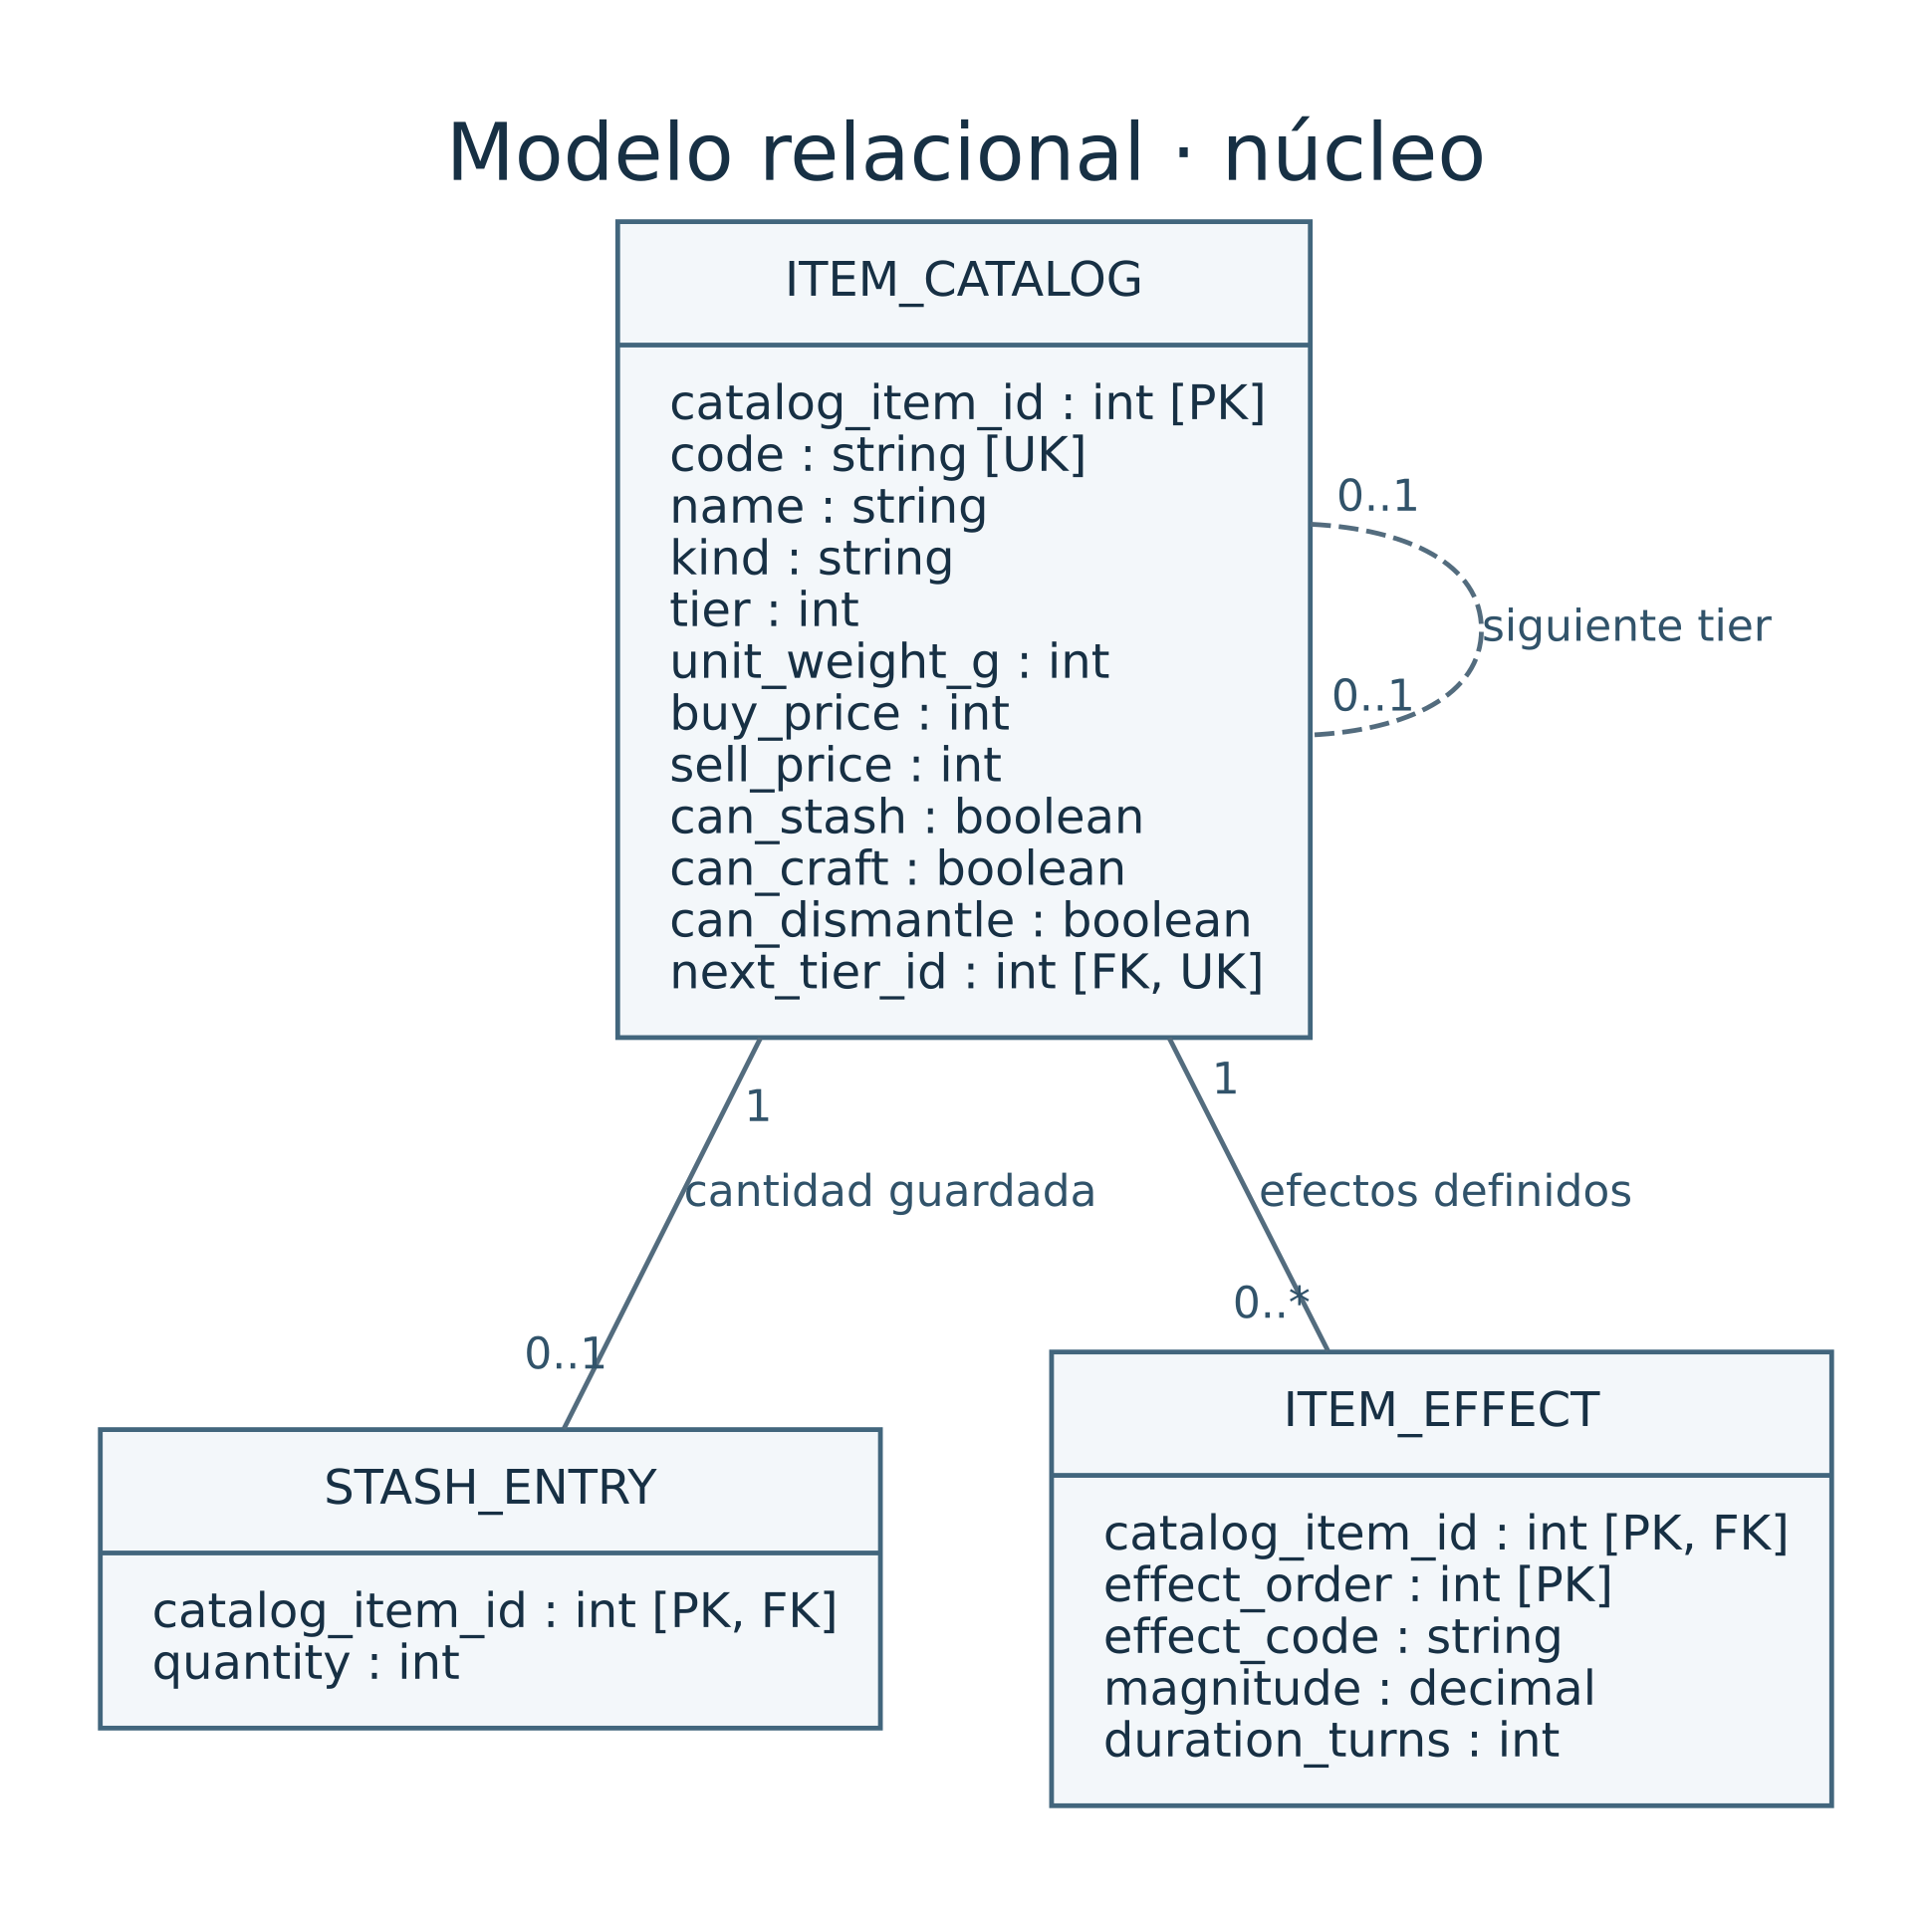 Modelo relacional · núcleo
ITEM_CATALOG
catalog_item_id : int [PK]
code : string [UK]
name : string
kind : string
tier : int
unit_weight_g : int
buy_price : int
sell_price : int
can_stash : boolean
can_craft : boolean
can_dismantle : boolean
next_tier_id : int [FK, UK]
0..1
siguiente tier
0..1
1
cantidad guardada
0..1
1
efectos definidos
0..*
STASH_ENTRY
catalog_item_id : int [PK, FK]
quantity : int
ITEM_EFFECT
catalog_item_id : int [PK, FK]
effect_order : int [PK]
effect_code : string
magnitude : decimal
duration_turns : int